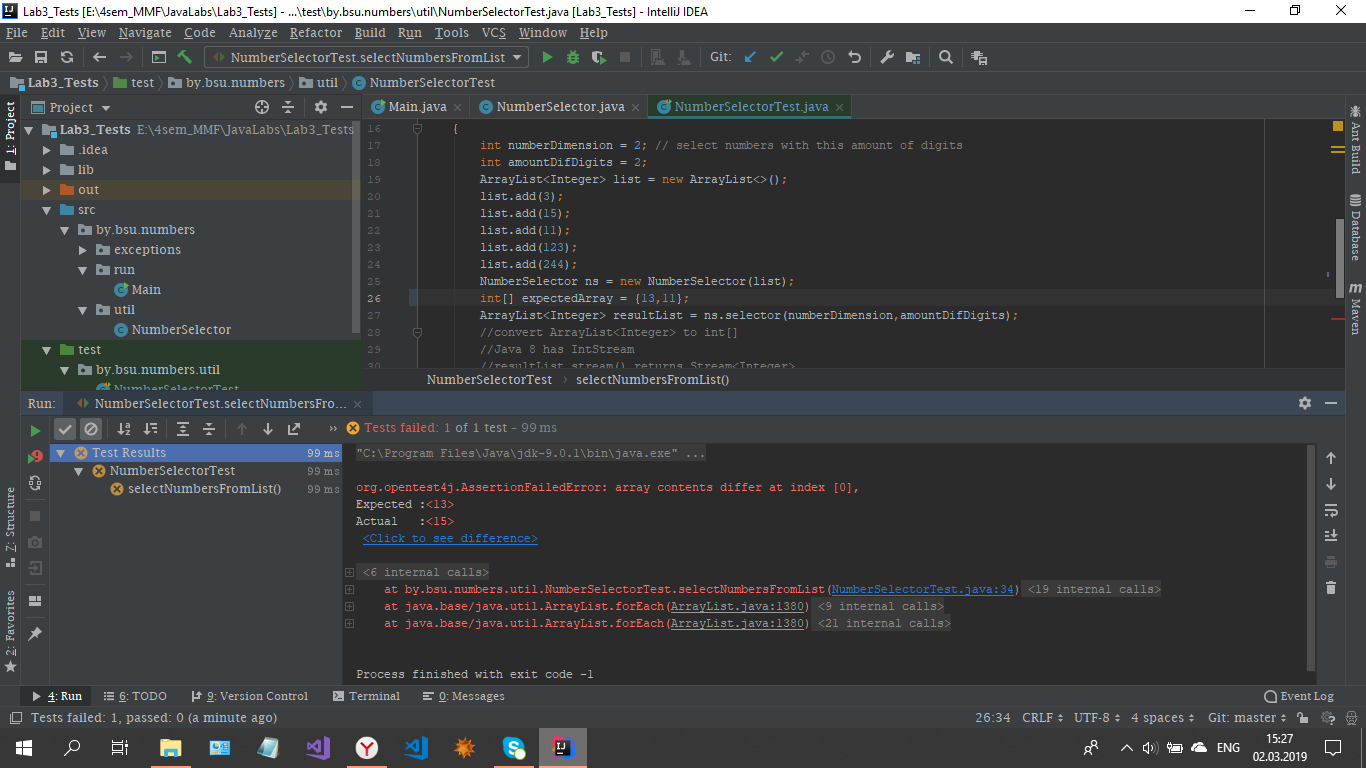 Lab3_Tests [E:\4sem_MMF\JavaLabs\Lab3_Tests] - ...\test\by.bsu.numbers\util\NumberSelectorTest.java [Lab3_Tests] - IntelliJ IDEA
File Edit View Navigate Code Analyze Refactor Build Run Tools VCS Window Help
NumberSelectorTest.selectNumbersFromList Git:
Lab3_Tests test by.bsu.numbers util NumberSelectorTest
1: Project
Project
Lab3_Tests E:\4sem_MMF\JavaLabs\Lab3_Tests
.idea
lib
out
src
by.bsu.numbers
exceptions
run
Main
util
NumberSelector
test
by.bsu.numbers.util
NumberSelectorTest
Main.java NumberSelector.java NumberSelectorTest.java
16 {
17 int numberDimension = 2; // select numbers with this amount of digits
18 int amountDifDigits = 2;
19 ArrayList<Integer> list = new ArrayList<>();
20 list.add(3);
21 list.add(15);
22 list.add(11);
23 list.add(123);
24 list.add(244);
25 NumberSelector ns = new NumberSelector(list);
26 int[] expectedArray = {13,11};
27 ArrayList<Integer> resultList = ns.selector(numberDimension,amountDifDigits);
28 //convert ArrayList<Integer> to int[]
29 //Java 8 has IntStream
30 //resultList.stream() returns Stream<Integer>
NumberSelectorTest › selectNumbersFromList()
Ant Build
Database
Maven
Run: NumberSelectorTest.selectNumbersFro...
» Tests failed: 1 of 1 test – 99 ms
Test Results 99 ms
NumberSelectorTest 99 ms
selectNumbersFromList() 99 ms
"C:\Program Files\Java\jdk-9.0.1\bin\java.exe" ...
org.opentest4j.AssertionFailedError: array contents differ at index [0],
Expected :<13>
Actual   :<15>
<Click to see difference>
<6 internal calls>
at by.bsu.numbers.util.NumberSelectorTest.selectNumbersFromList(NumberSelectorTest.java:34) <19 internal calls>
at java.base/java.util.ArrayList.forEach(ArrayList.java:1380) <9 internal calls>
at java.base/java.util.ArrayList.forEach(ArrayList.java:1380) <21 internal calls>
Process finished with exit code -1
7: Structure
2: Favorites
4: Run 6: TODO 9: Version Control Terminal 0: Messages Event Log
Tests failed: 1, passed: 0 (a minute ago) 26:34 CRLF UTF-8 4 spaces Git: master
ENG
15:27
02.03.2019